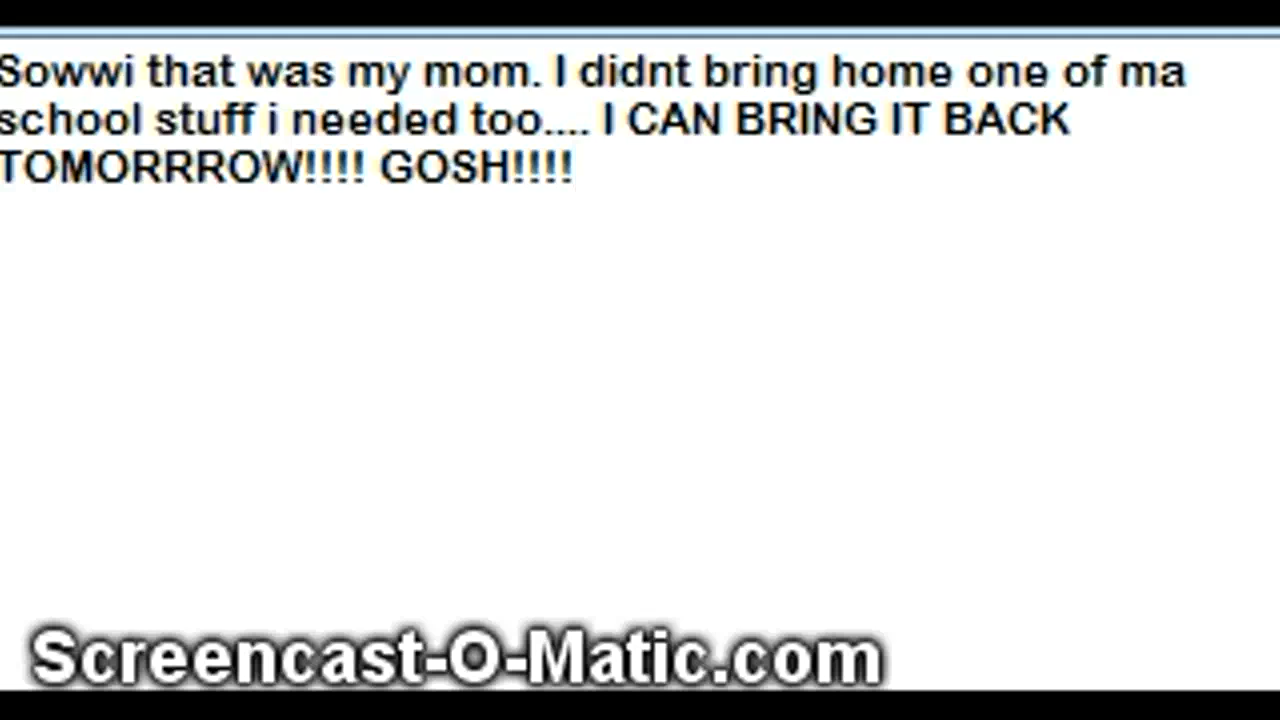 Sowwi that was my mom. I didnt bring home one of ma
school stuff i needed too.... I CAN BRING IT BACK
TOMORRROW!!!! GOSH!!!!
Screencast-O-Matic.com